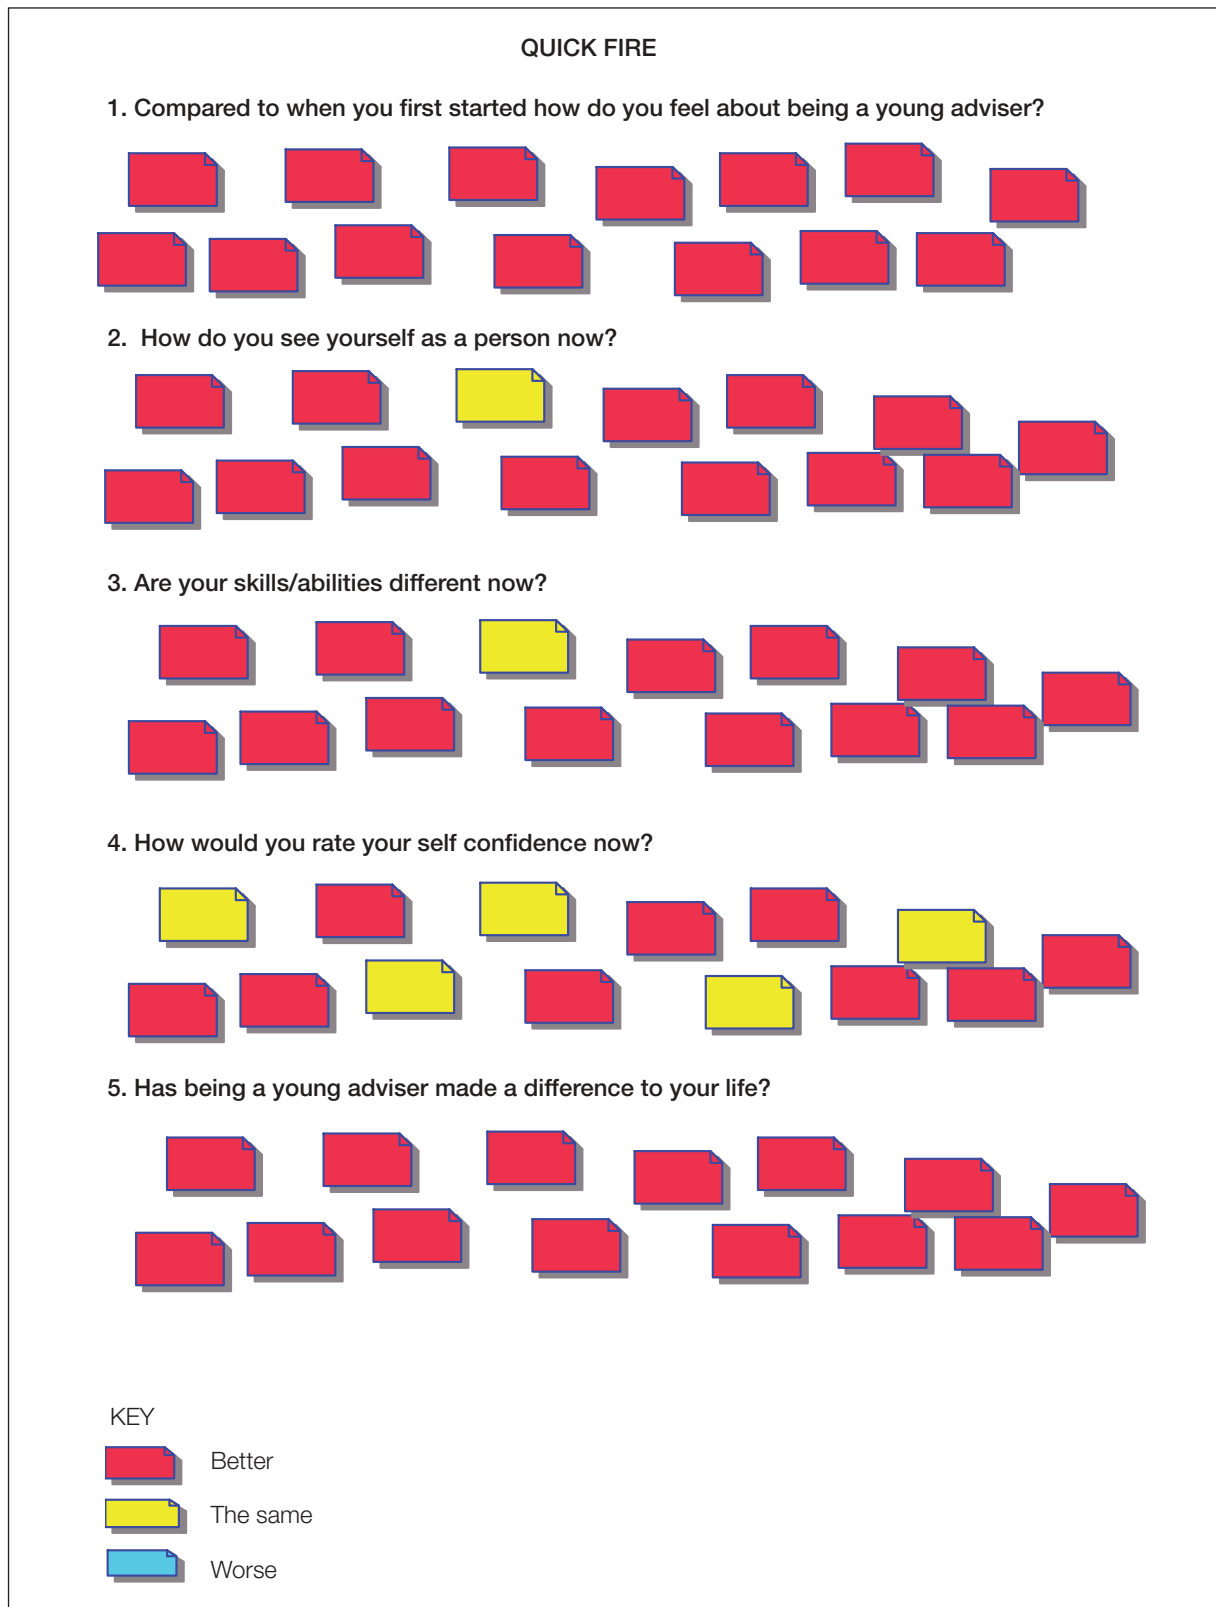 QUICK FIRE
1. Compared to when you first started how do you feel about being a young adviser?
2. How do you see yourself as a person now?
3. Are your skills/abilities different now?
4. How would you rate your self confidence now?
5. Has being a young adviser made a difference to your life?
KEY
Better
The same
Worse